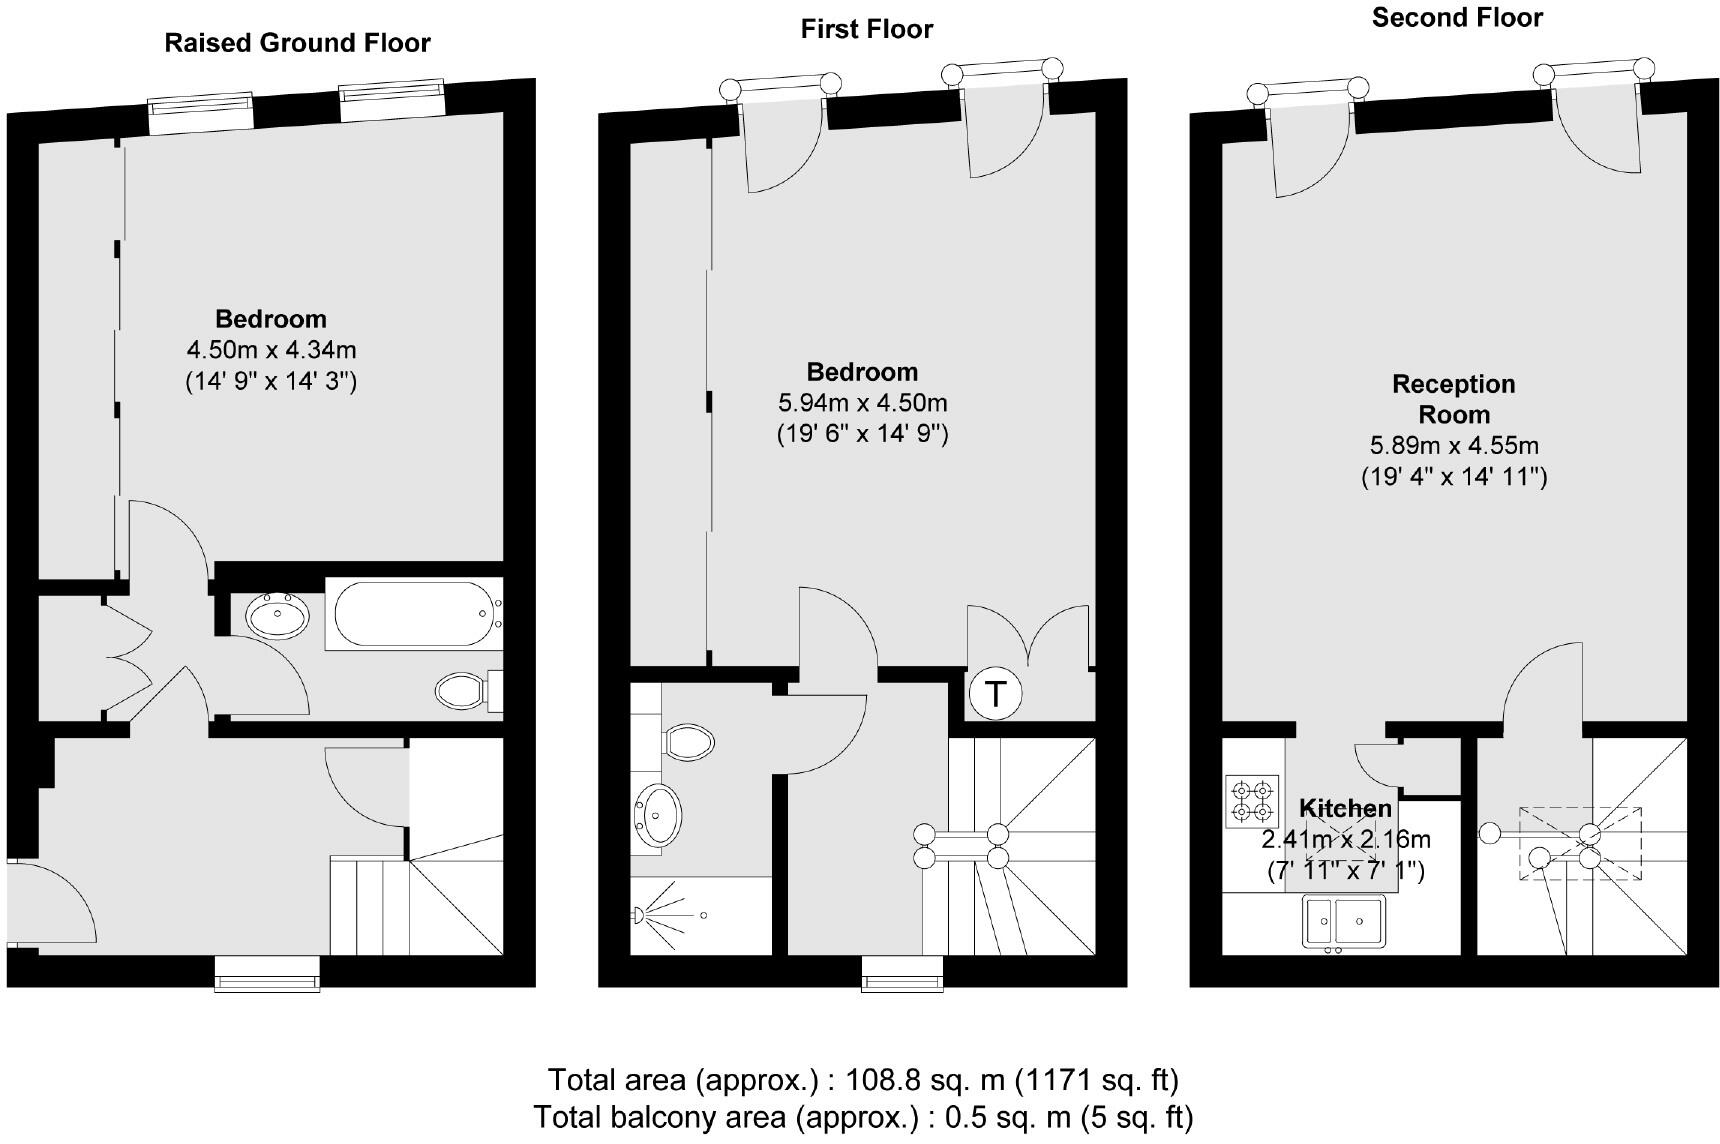 Raised Ground Floor
Bedroom
4.50m x 4.34m
(14' 9" x 14' 3")
First Floor
Bedroom
5.94m x 4.50m
(19' 6" x 14' 9")
T
Second Floor
Reception
Room
5.89m x 4.55m
(19' 4" x 14' 11")
Kitchen
2.41m x 2.16m
(7' 11" x 7' 1")
Total area (approx.) : 108.8 sq. m (1171 sq. ft)
Total balcony area (approx.) : 0.5 sq. m (5 sq. ft)